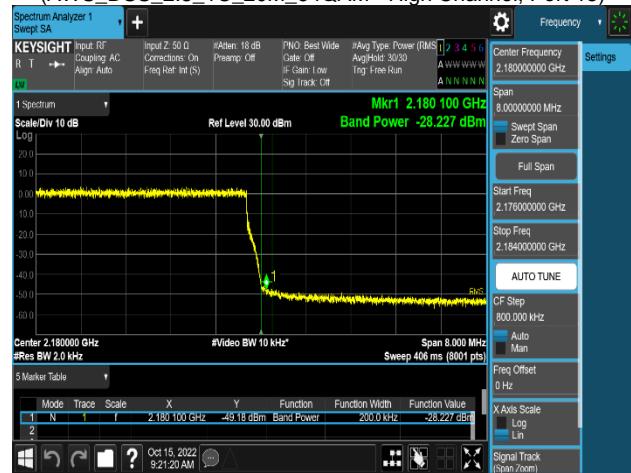 Spectrum Analyzer 1
Swept SA
+
Frequency
KEYSIGHT
R T
Input: RF
Coupling: AC
Align: Auto
Input Z: 50 Ω
Corrections: On
Freq Ref: Int (S)
#Atten: 18 dB
Preamp: Off
PNO: Best Wide
Gate: Off
IF Gain: Low
Sig Track: Off
#Avg Type: Power (RMS
Avg|Hold: 30/30
Trig: Free Run
1 2 3 4 5 6
A W W W W W
A N N N N N
LW
1 Spectrum
Scale/Div 10 dB
Ref Level 30.00 dBm
Mkr1 2.180 100 GHz
Band Power -28.227 dBm
Log
20.0
10.0
0.00
-10.0
-20.0
-30.0
-40.0
-50.0
-60.0
1
RMS
Center 2.180000 GHz
#Res BW 2.0 kHz
#Video BW 10 kHz*
Span 8.000 MHz
Sweep 406 ms (8001 pts)
5 Marker Table
Mode Trace Scale X Y Function Function Width Function Value
1 N 1 f 2.180 100 GHz -49.18 dBm Band Power 200.0 kHz -28.227 dBm
2
?
Oct 15, 2022
9:21:20 AM
Center Frequency
2.180000000 GHz
Settings
Span
8.00000000 MHz
Swept Span
Zero Span
Full Span
Start Freq
2.176000000 GHz
Stop Freq
2.184000000 GHz
AUTO TUNE
CF Step
800.000 kHz
Auto
Man
Freq Offset
0 Hz
X Axis Scale
Log
Lin
Signal Track
(Span Zoom)